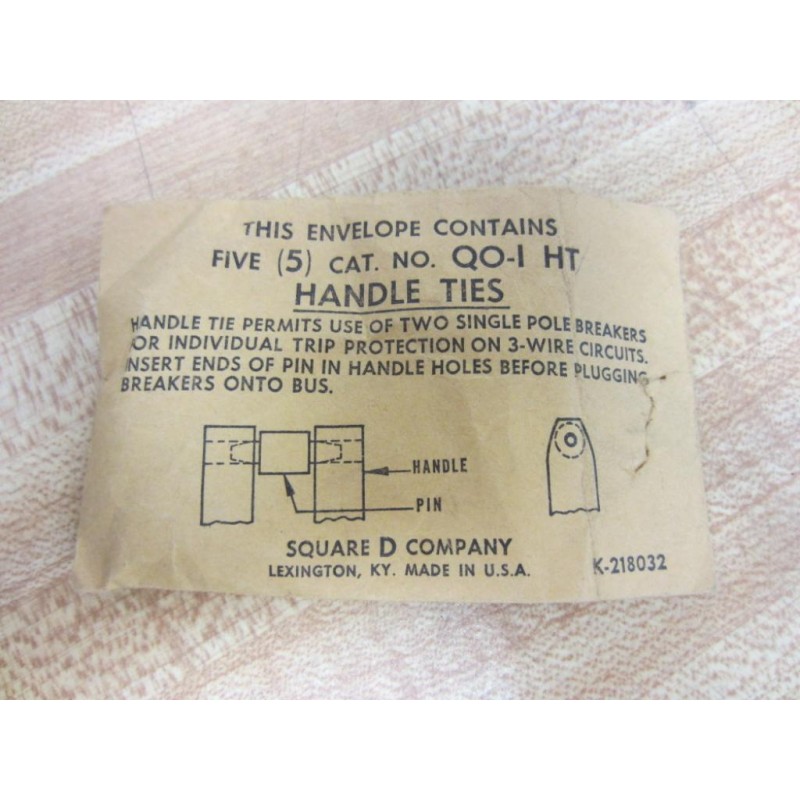 THIS ENVELOPE CONTAINS
FIVE (5) CAT. NO. QO-1 HT
HANDLE TIES
HANDLE TIE PERMITS USE OF TWO SINGLE POLE BREAKERS
FOR INDIVIDUAL TRIP PROTECTION ON 3-WIRE CIRCUITS.
INSERT ENDS OF PIN IN HANDLE HOLES BEFORE PLUGGING
BREAKERS ONTO BUS.
HANDLE
PIN
SQUARE D COMPANY
LEXINGTON, KY. MADE IN U.S.A.
K-218032